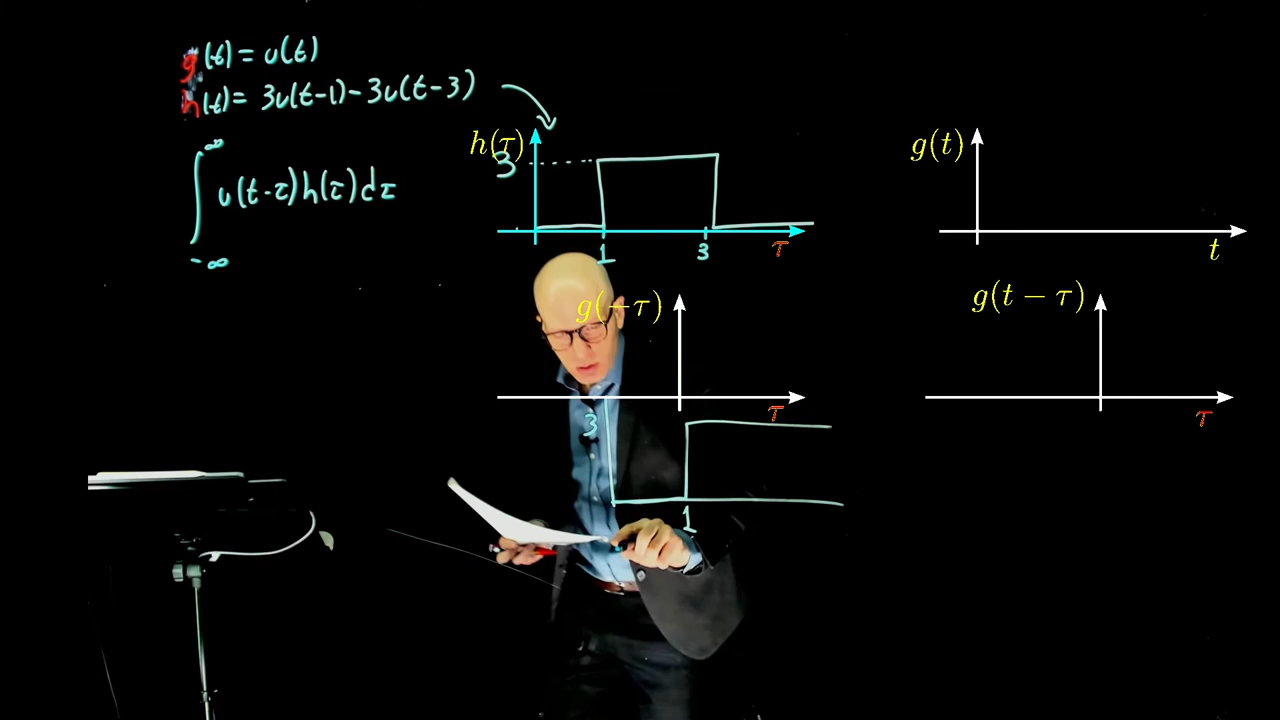 g(t) = u(t)
h(t) = 3u(t-1) - 3u(t-3)
∞
∫ u(t-τ) h(τ) dτ
-∞
h(τ)
3
1
3
τ
g(t)
t
g(-τ)
τ
g(t − τ)
τ
3
1